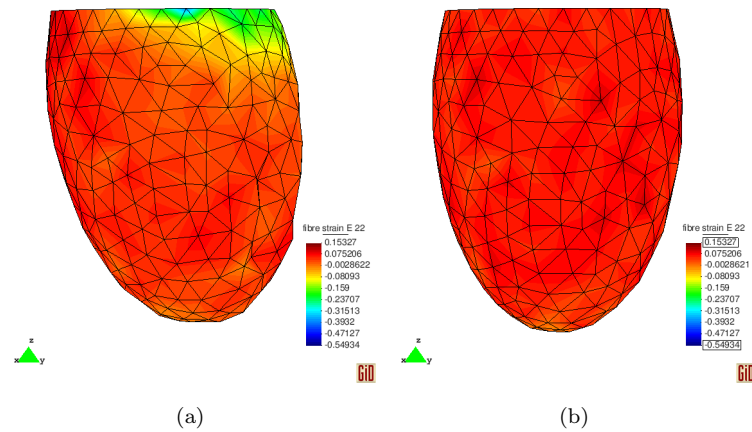 fibre strain E 22
0.15327
0.075206
-0.0028622
-0.08093
-0.159
-0.23707
-0.31513
-0.3932
-0.47127
-0.54934
z
x y
GiD
(a)
fibre strain E 22
0.15327
0.075206
-0.0028621
-0.08093
-0.159
-0.23707
-0.31513
-0.3932
-0.47127
-0.54934
z
x y
GiD
(b)